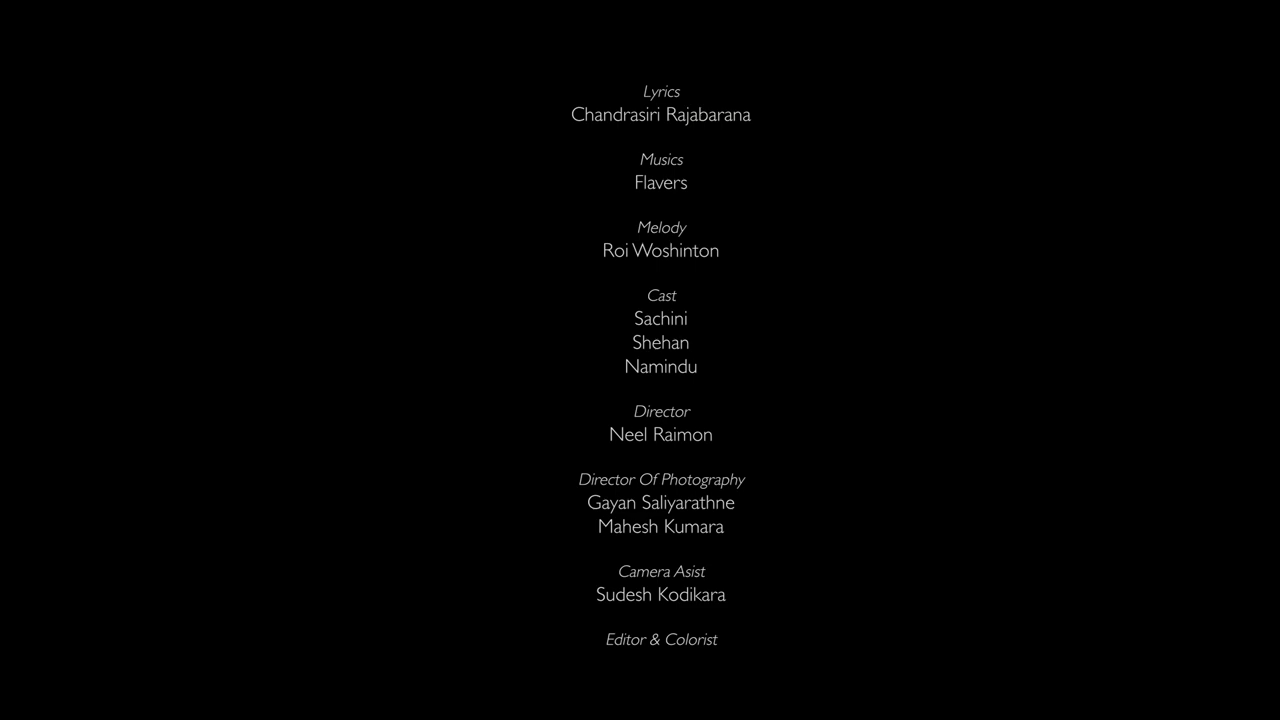 Lyrics
Chandrasiri Rajabarana
Musics
Flavers
Melody
Roi Woshinton
Cast
Sachini
Shehan
Namindu
Director
Neel Raimon
Director Of Photography
Gayan Saliyarathne
Mahesh Kumara
Camera Asist
Sudesh Kodikara
Editor & Colorist